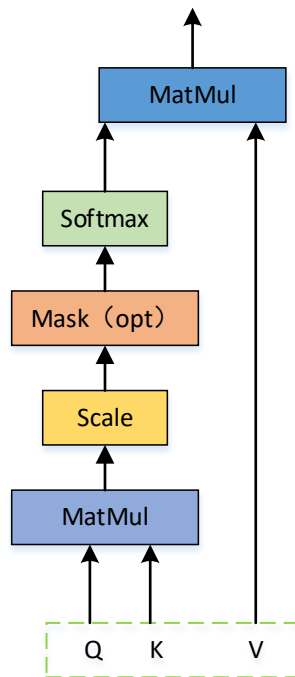 MatMul
Softmax
Mask（opt）
Scale
MatMul
Q K V